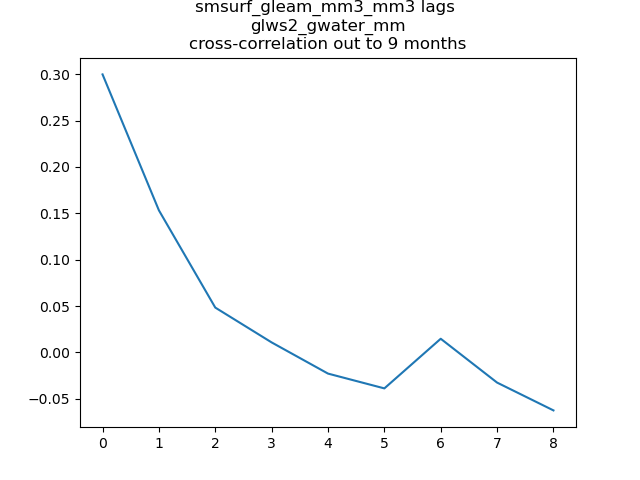 smsurf_gleam_mm3_mm3 lags
glws2_gwater_mm
cross-correlation out to 9 months
0.30
0.25
0.20
0.15
0.10
0.05
0.00
−0.05
0 1 2 3 4 5 6 7 8